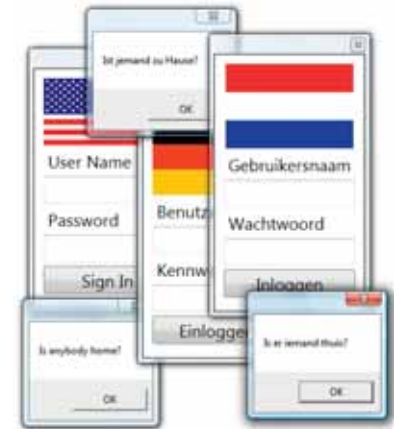 Ist jemand zu Hause?
OK
User Name
Password
Sign In
Benutz
Kennw
Einlogge
Gebruikersnaam
Wachtwoord
Inloggen
Is anybody home?
OK
Is er iemand thuis?
OK